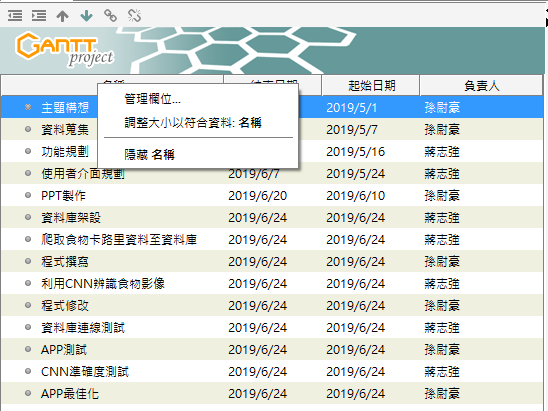 GANTT
project
名稱 結束日期 起始日期 負責人
管理欄位...
調整大小以符合資料: 名稱
隱藏 名稱
主題構想 2019/5/1 孫尉豪
資料蒐集 2019/5/7 孫尉豪
功能規劃 2019/5/16 蔣志強
使用者介面規劃 2019/6/7 2019/5/24 蔣志強
PPT製作 2019/6/20 2019/6/10 孫尉豪
資料庫架設 2019/6/24 2019/6/24 蔣志強
爬取食物卡路里資料至資料庫 2019/6/24 2019/6/24 蔣志強
程式撰寫 2019/6/24 2019/6/24 孫尉豪
利用CNN辨識食物影像 2019/6/24 2019/6/24 蔣志強
程式修改 2019/6/24 2019/6/24 孫尉豪
資料庫連線測試 2019/6/24 2019/6/24 蔣志強
APP測試 2019/6/24 2019/6/24 孫尉豪
CNN準確度測試 2019/6/24 2019/6/24 蔣志強
APP最佳化 2019/6/24 2019/6/24 孫尉豪